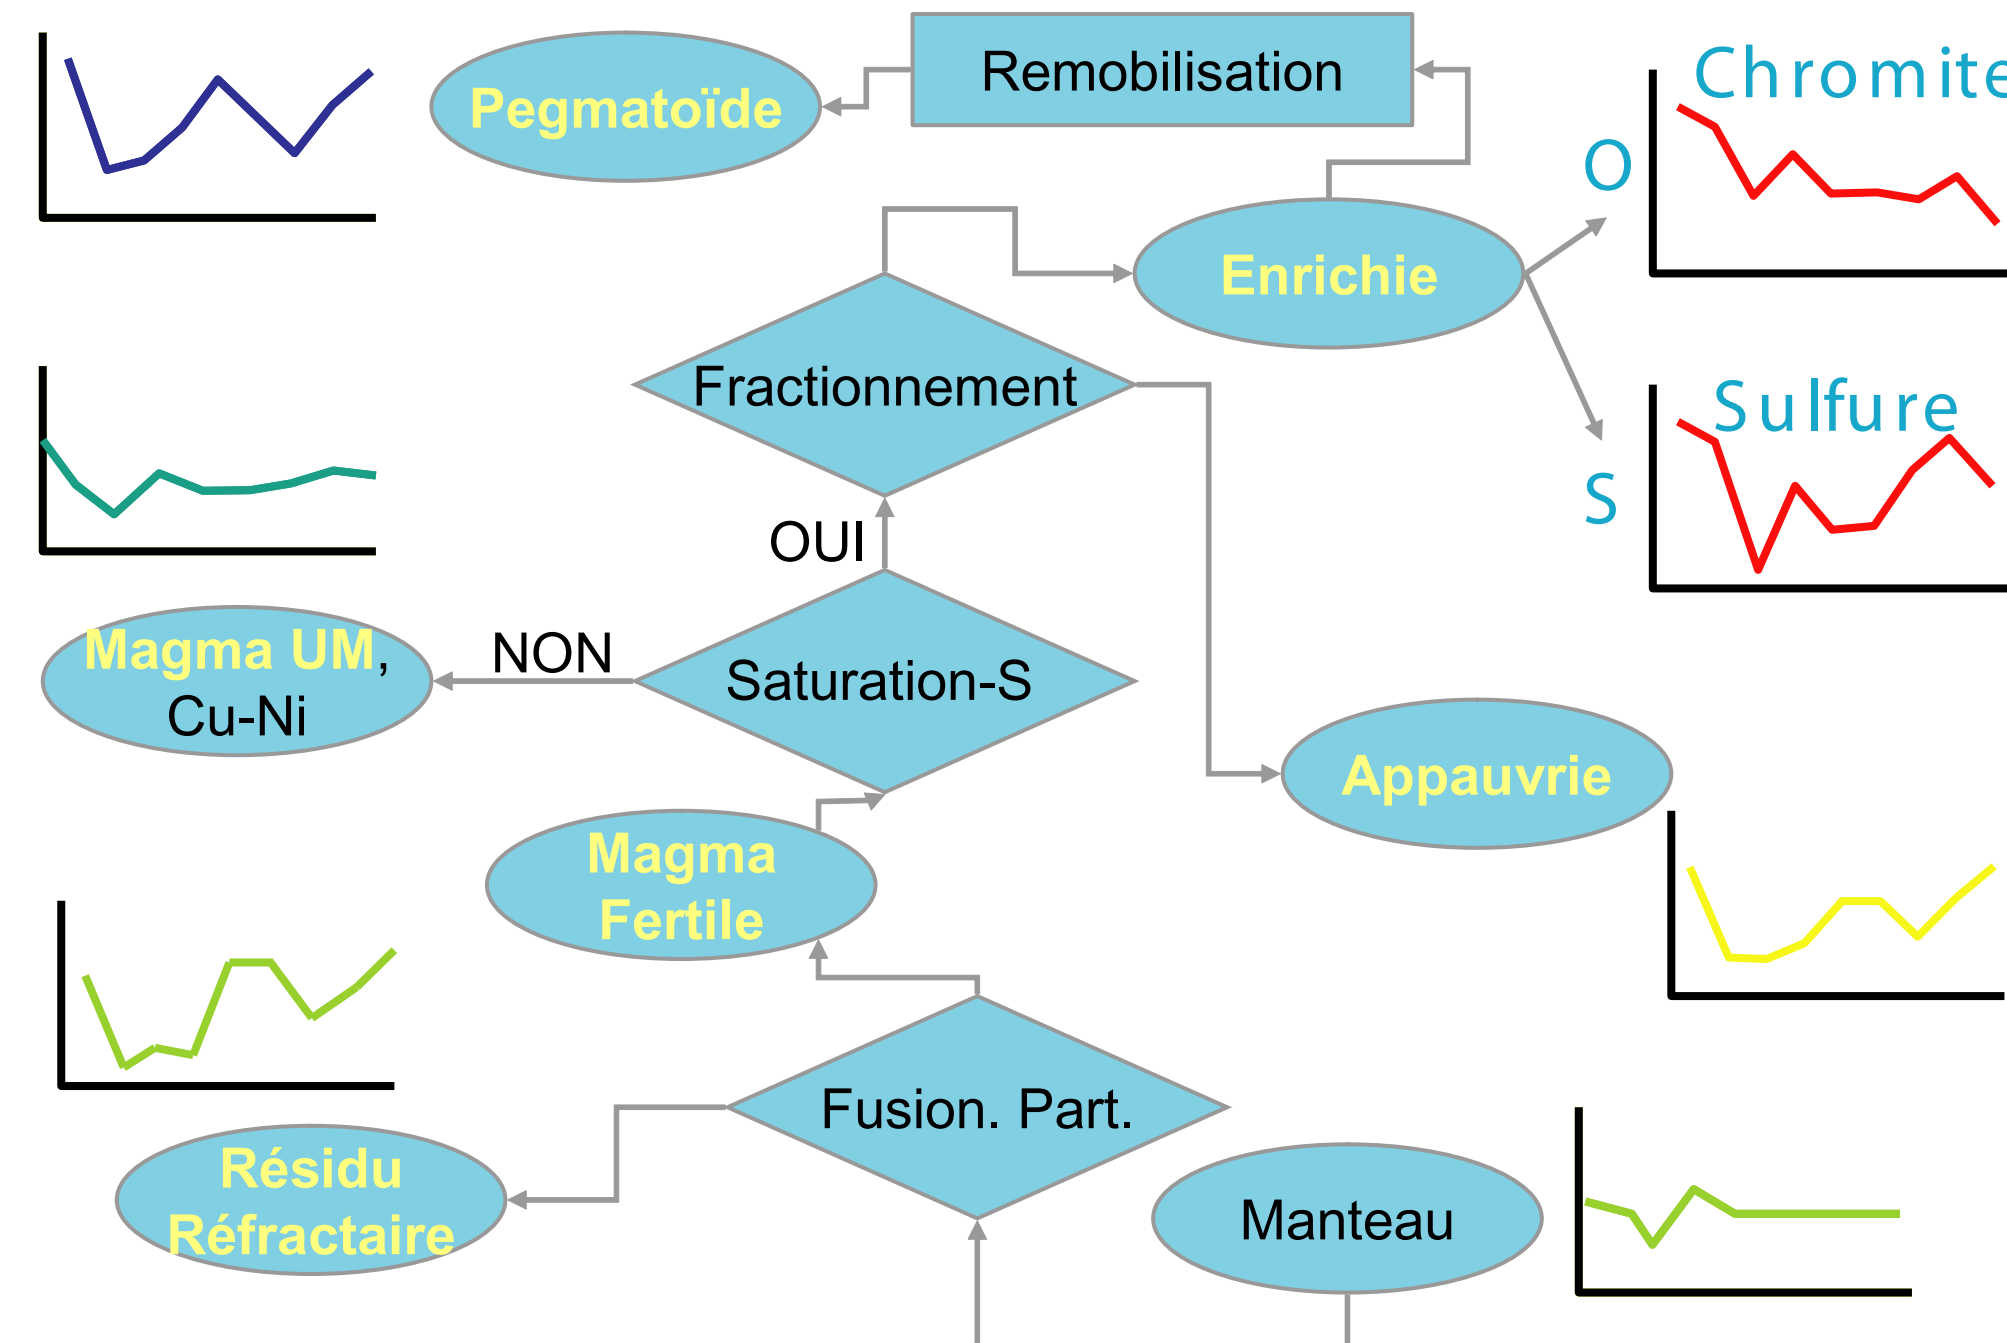 Remobilisation
Pegmatoïde
Chromite
O
Enrichie
Fractionnement
Sulfure
S
OUI
NON
Magma UM,
Cu-Ni
Saturation-S
Appauvrie
Magma
Fertile
Fusion. Part.
Résidu
Réfractaire
Manteau